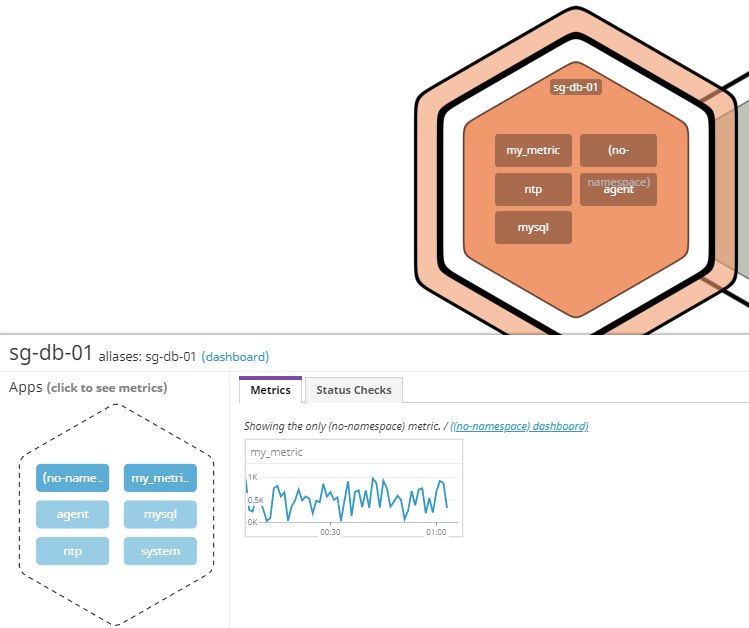 sg-db-01
my_metric
(no-namespace)
ntp
agent
mysql
sg-db-01 aliases: sg-db-01 (dashboard)
Apps (click to see metrics)
(no-name..
my_metri..
agent
mysql
ntp
system
Metrics
Status Checks
Showing the only (no-namespace) metric. / ((no-namespace) dashboard)
my_metric
1K
0.5K
0K
00:30
01:00